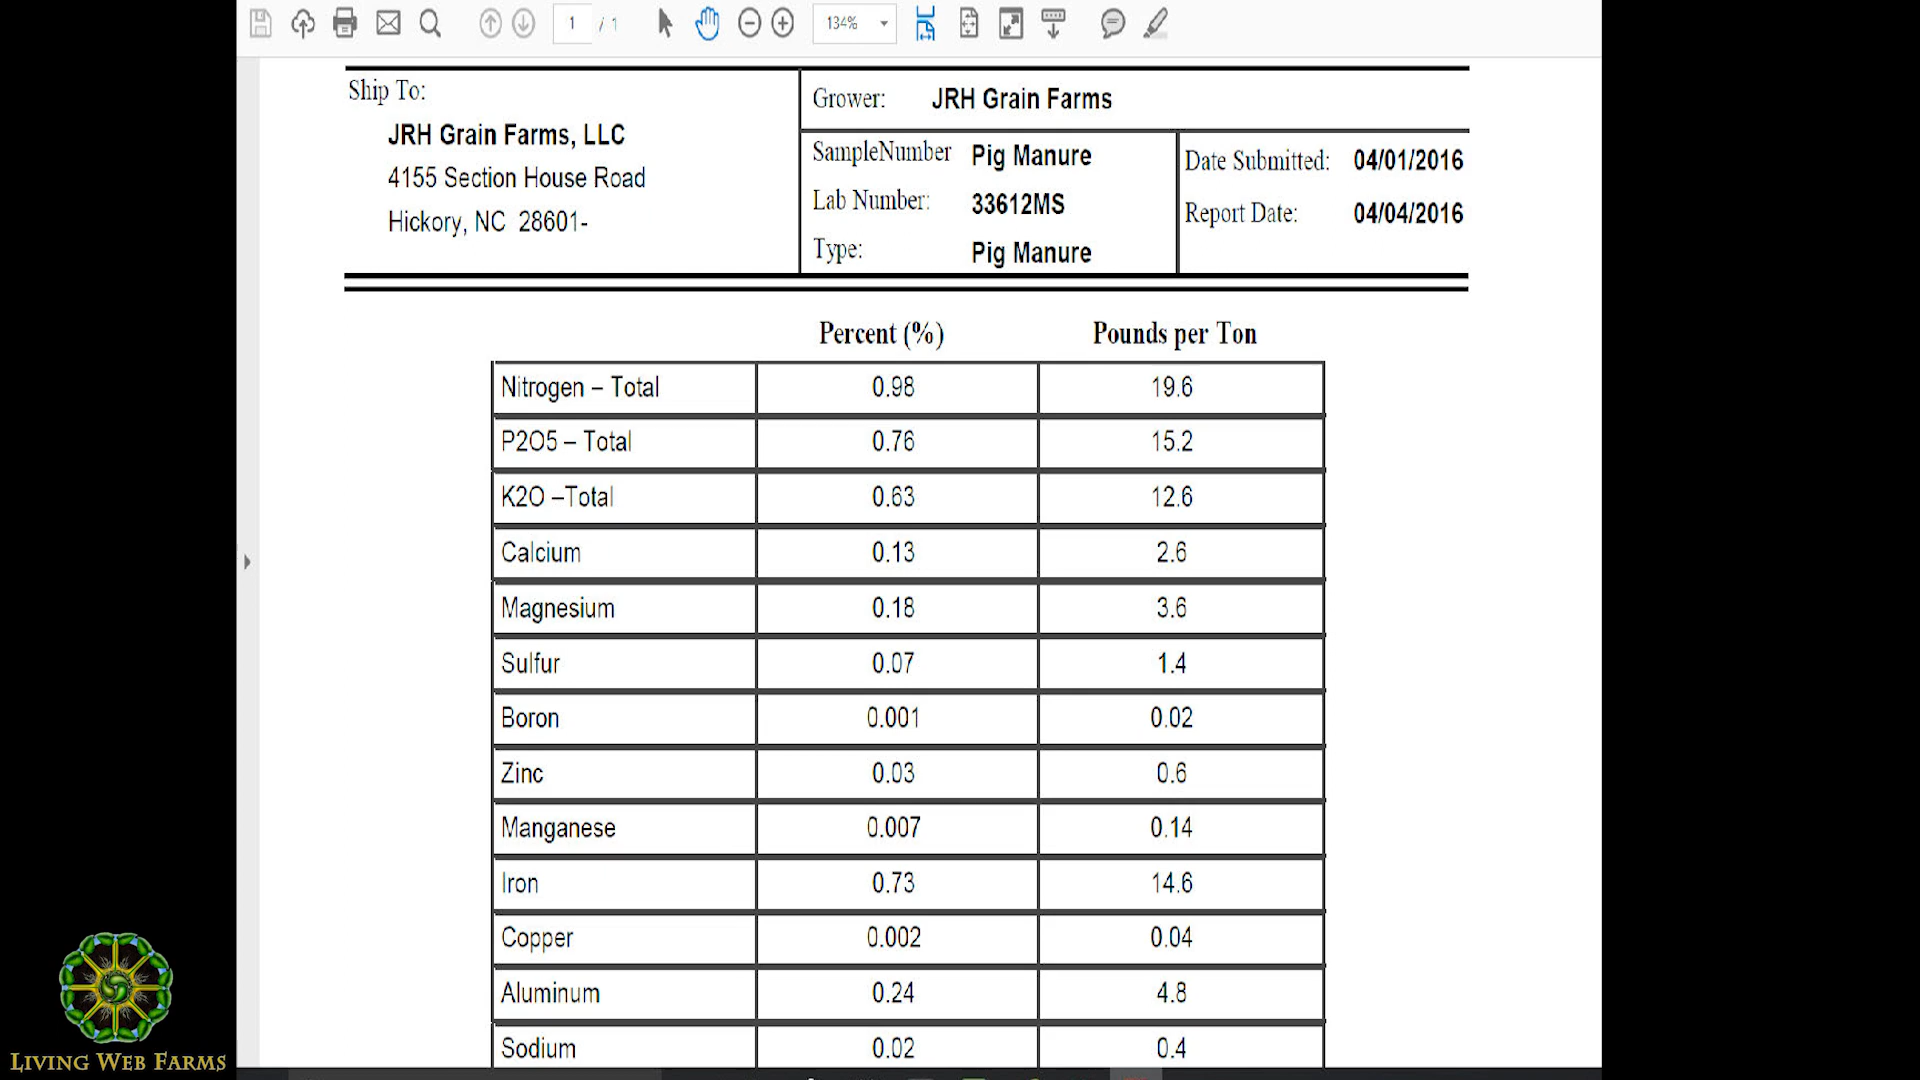 1 / 1 134%
Ship To:
JRH Grain Farms, LLC
4155 Section House Road
Hickory, NC 28601-
Grower: JRH Grain Farms
SampleNumber Pig Manure
Lab Number: 33612MS
Type: Pig Manure
Date Submitted: 04/01/2016
Report Date: 04/04/2016
Percent (%) Pounds per Ton
Nitrogen – Total 0.98 19.6
P2O5 – Total 0.76 15.2
K2O –Total 0.63 12.6
Calcium 0.13 2.6
Magnesium 0.18 3.6
Sulfur 0.07 1.4
Boron 0.001 0.02
Zinc 0.03 0.6
Manganese 0.007 0.14
Iron 0.73 14.6
Copper 0.002 0.04
Aluminum 0.24 4.8
Sodium 0.02 0.4
LIVING WEB FARMS